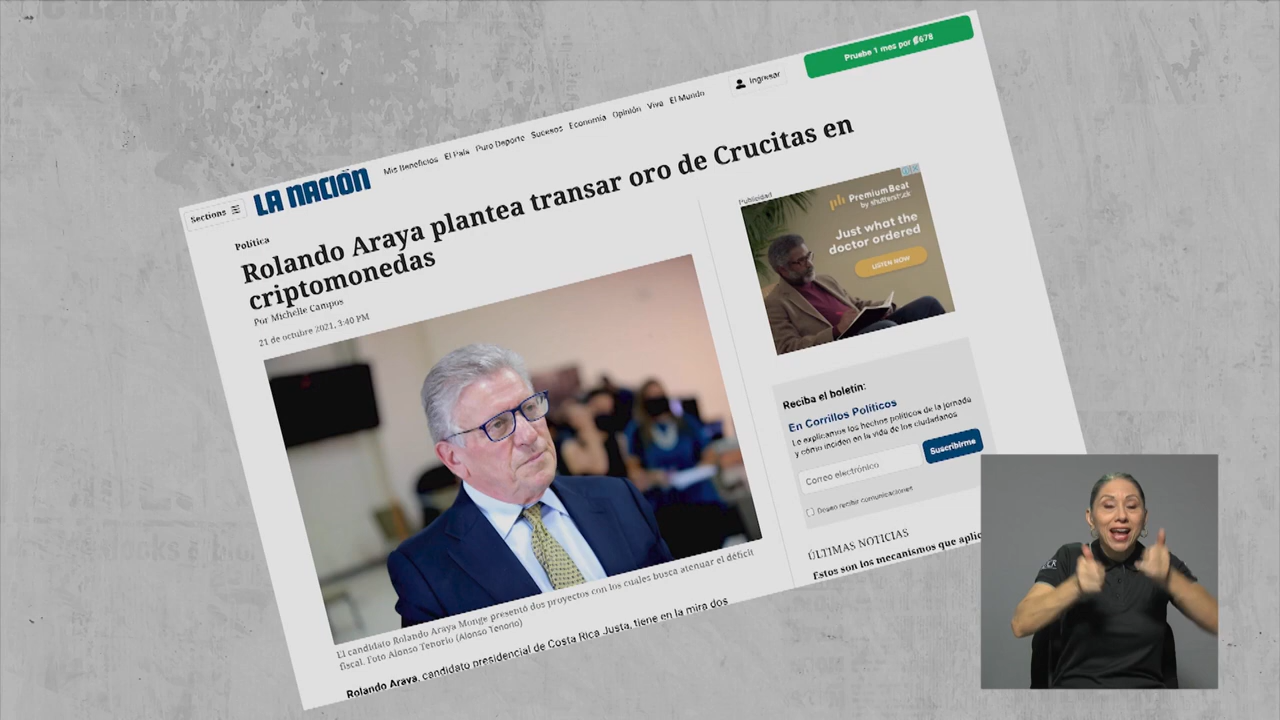 Pruebe 1 mes por ₡678
Ingresar
Sections
LA NACIÓN
Mis Beneficios El País Puro Deporte Sucesos Economía Opinión Viva El Mundo
Política
Rolando Araya plantea transar oro de Crucitas en
criptomonedas
Por Michelle Campos
21 de octubre 2021, 3:40 PM
El candidato Rolando Araya Monge presentó dos proyectos con los cuales busca atenuar el déficit
fiscal. Foto Alonso Tenorio (Alonso Tenorio)
Rolando Araya, candidato presidencial de Costa Rica Justa, tiene en la mira dos
Publicidad
PremiumBeat
by shutterstock
Just what the
doctor ordered
LISTEN NOW
Reciba el boletín:
En Corrillos Políticos
Le explicamos los hechos políticos de la jornada
y cómo inciden en la vida de los ciudadanos
Correo electrónico
Suscribirme
Deseo recibir comunicaciones
ÚLTIMAS NOTICIAS
Estos son los mecanismos que aplic